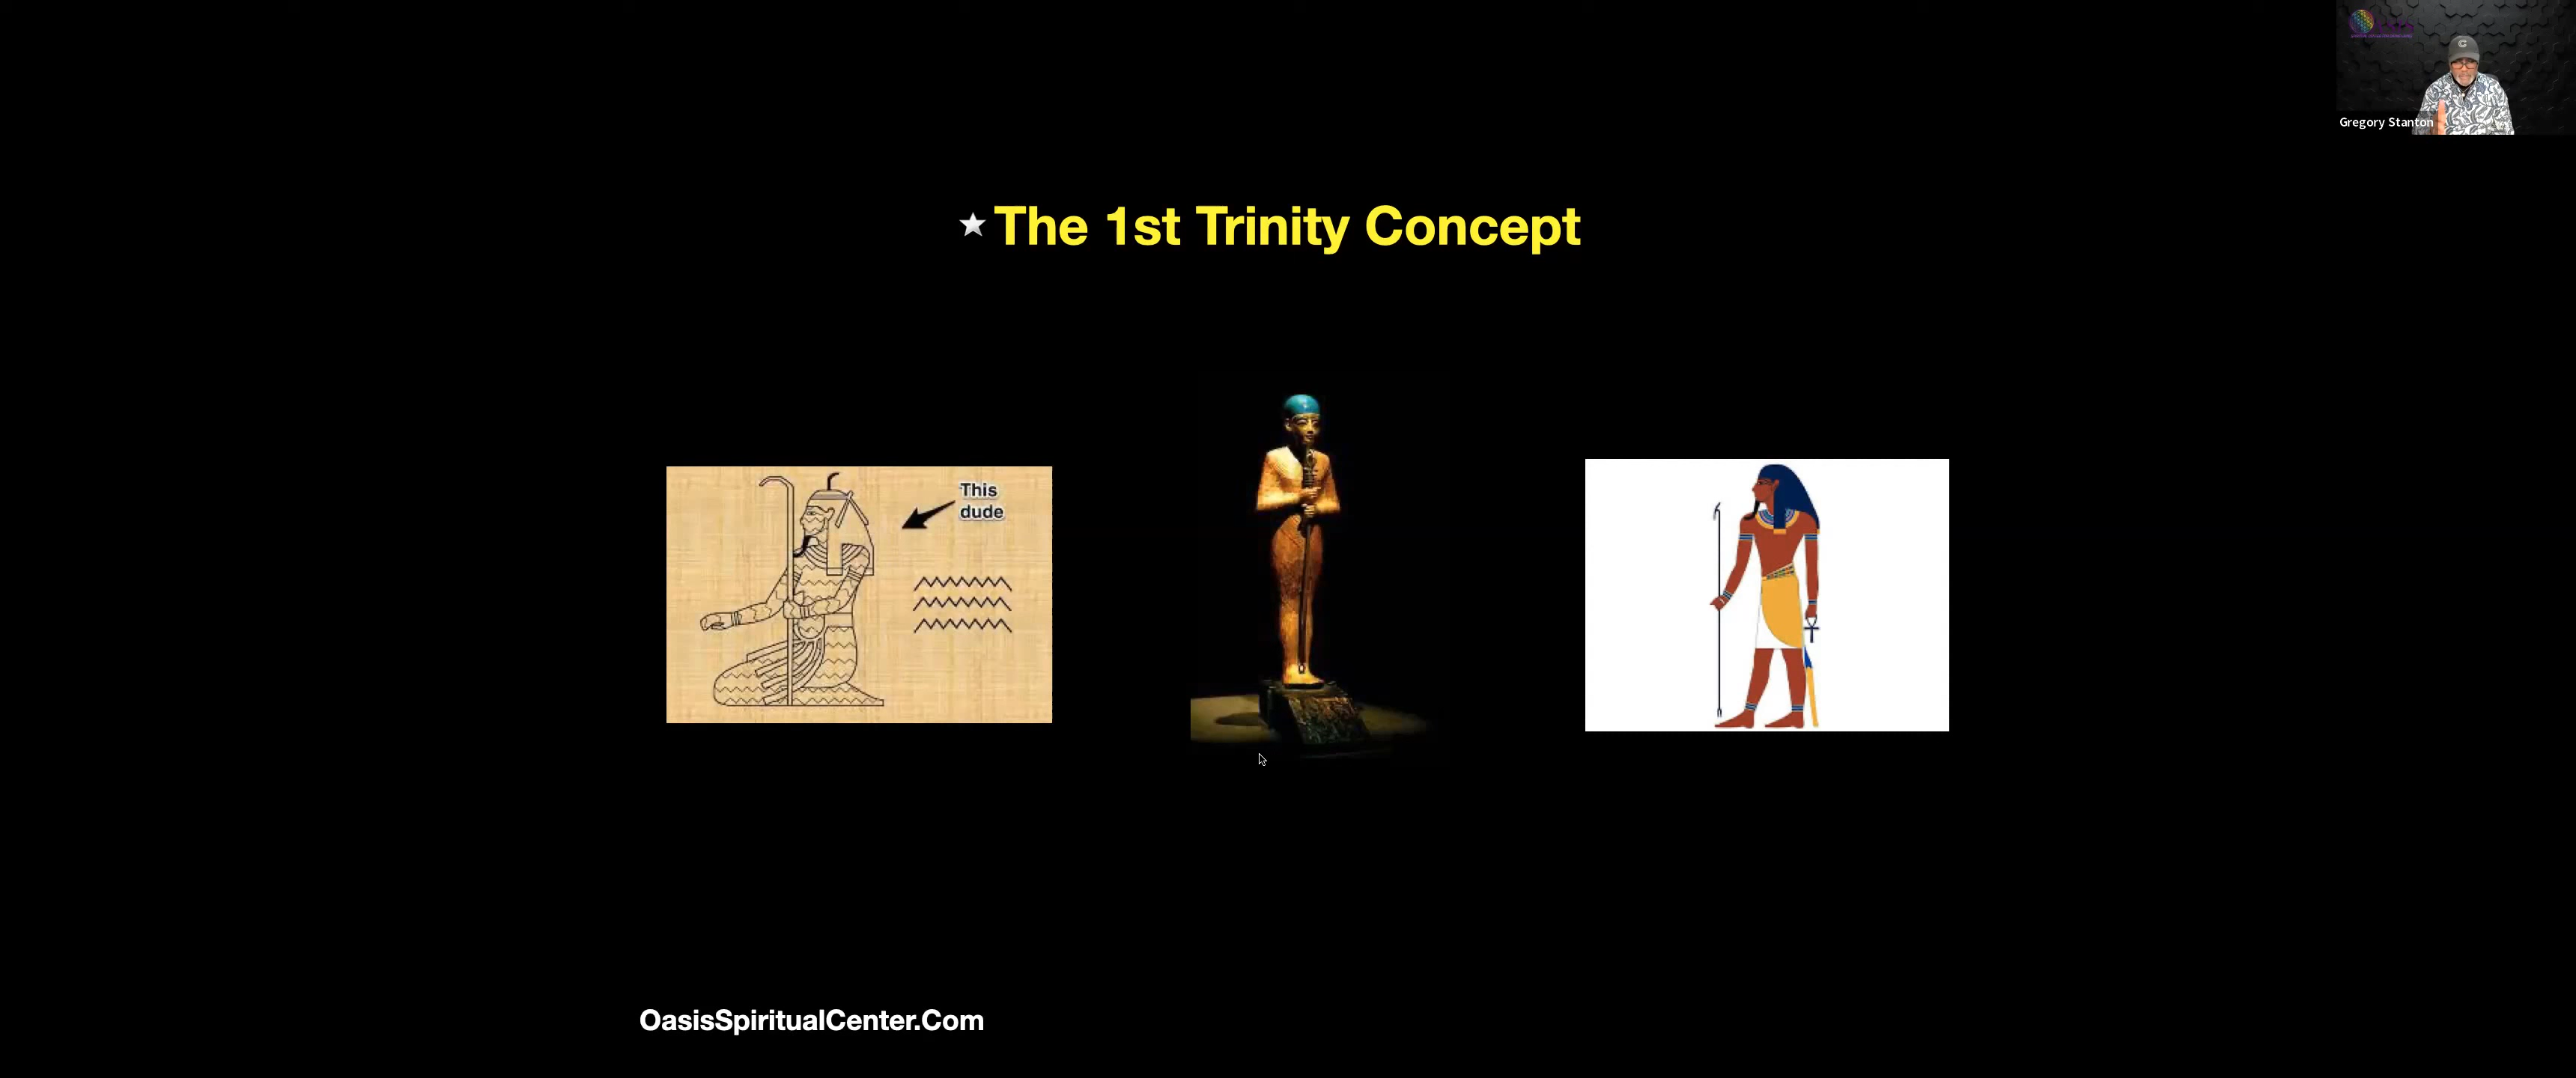 Gregory Stanton
The 1st Trinity Concept
This
dude
OasisSpiritualCenter.Com